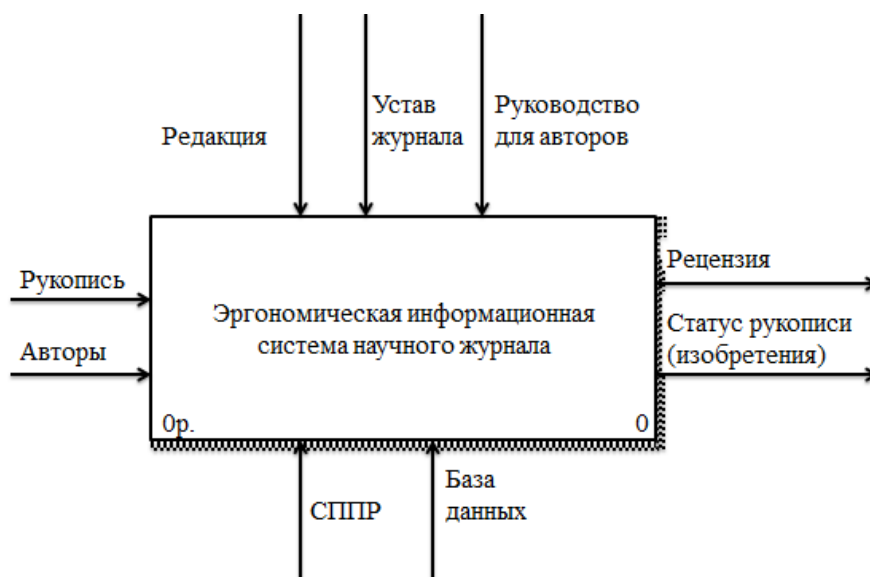 Редакция
Устав
журнала
Руководство
для авторов
Рукопись
Авторы
Эргономическая информационная
система научного журнала
0р.
0
Рецензия
Статус рукописи
(изобретения)
СППР
База
данных